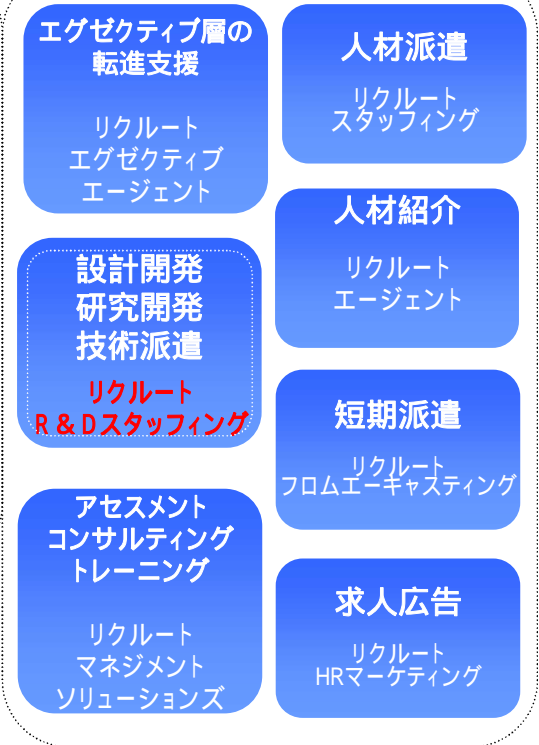 エグゼクティブ層の
転進支援
リクルート
エグゼクティブ
エージェント
人材派遣
リクルート
スタッフィング
人材紹介
リクルート
エージェント
設計開発
研究開発
技術派遣
リクルート
R&Dスタッフィング
短期派遣
リクルート
フロムエーキャスティング
アセスメント
コンサルティング
トレーニング
リクルート
マネジメント
ソリューションズ
求人広告
リクルート
HRマーケティング